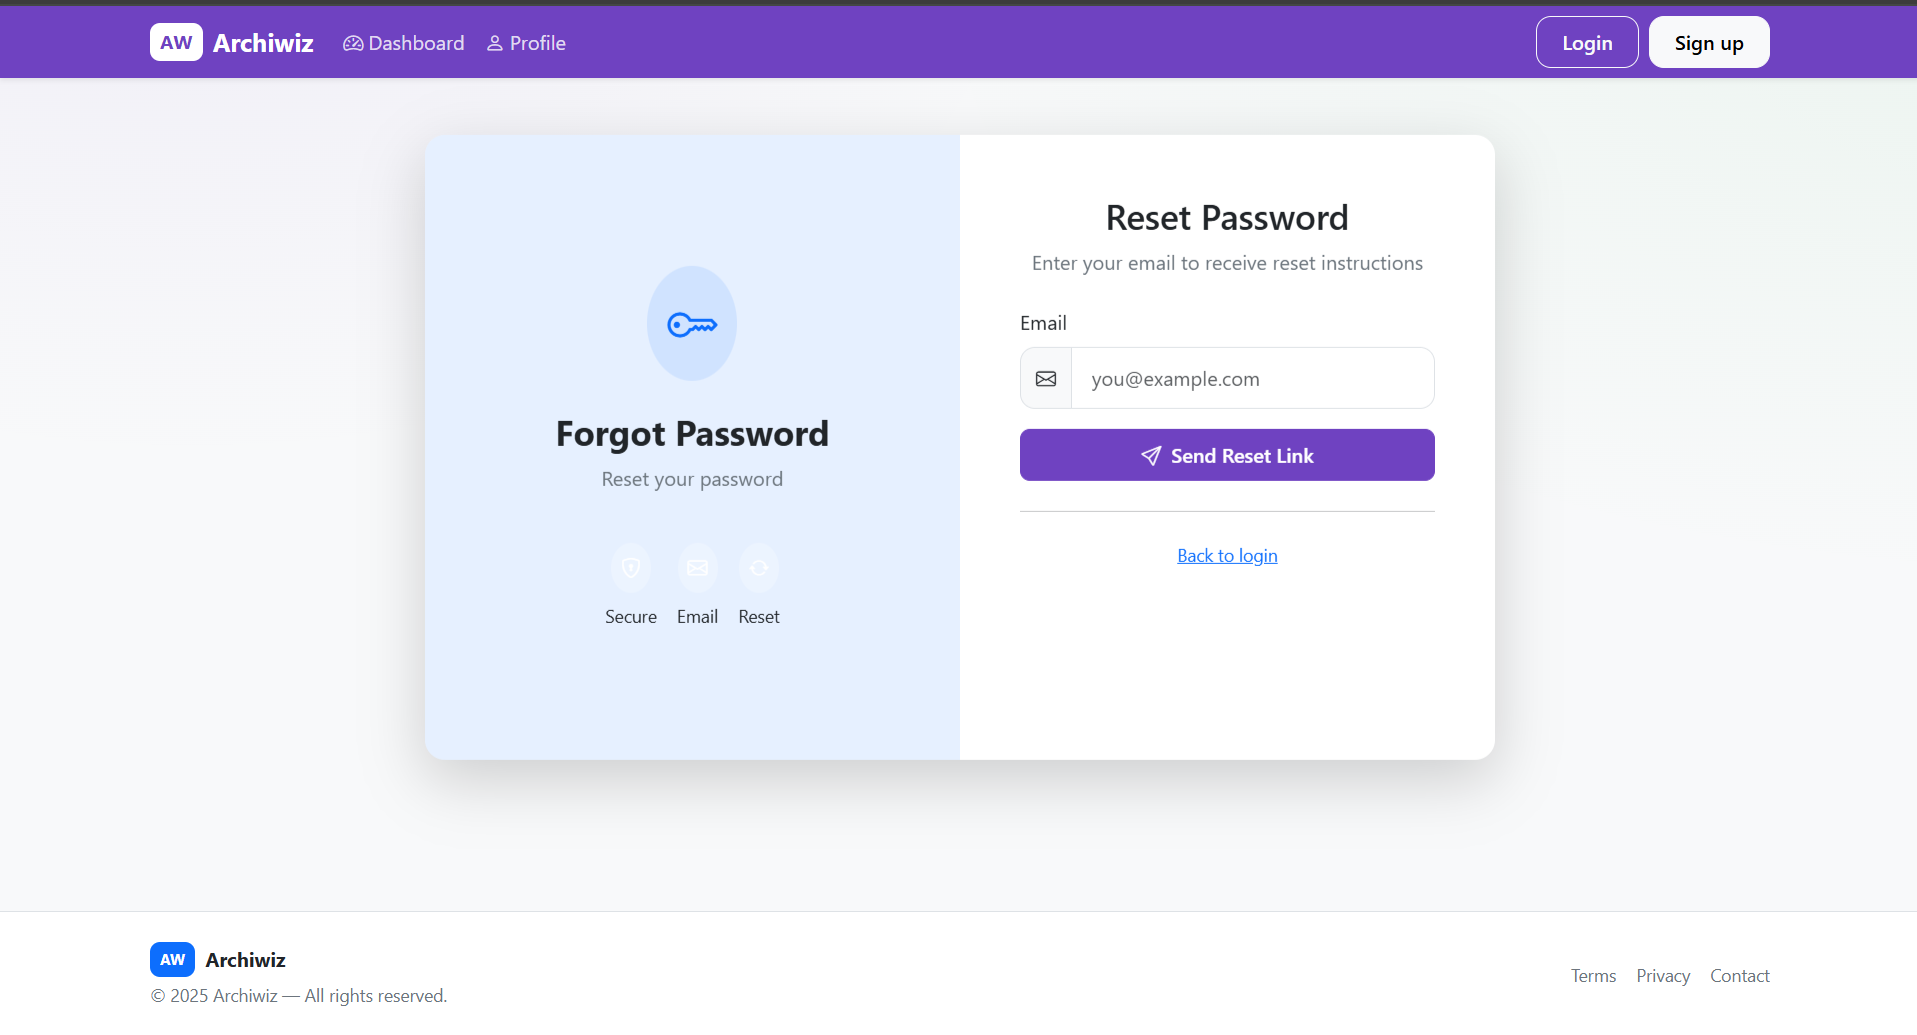 AW Archiwiz Dashboard Profile Login Sign up
Forgot Password
Reset your password
Secure Email Reset
Reset Password
Enter your email to receive reset instructions
Email
you@example.com
Send Reset Link
Back to login
AW Archiwiz
© 2025 Archiwiz — All rights reserved.
Terms Privacy Contact